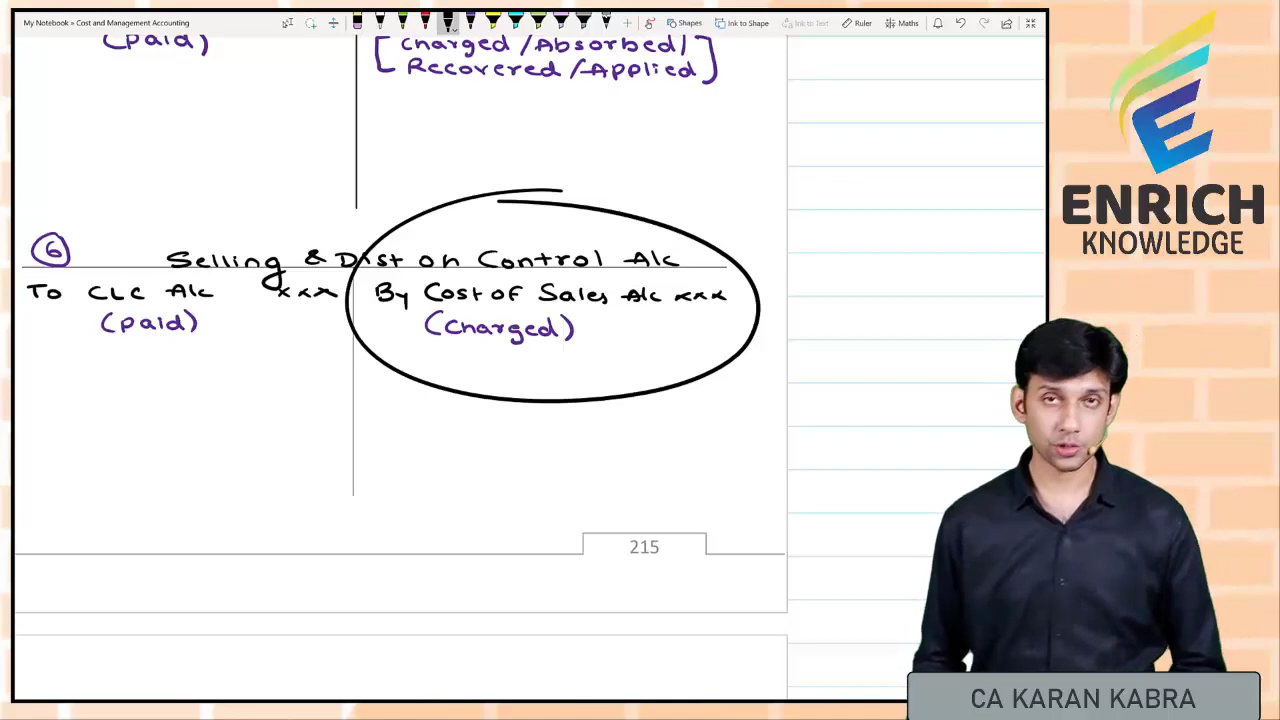 My Notebook » Cost and Management Accounting
Shapes
Ink to Shape
Ink to Text
Ruler
Maths
(Paid)
[Charged/Absorbed/
Recovered/Applied]
6
Selling & Dist OH Control A/c
To CLC A/c xxx
By Cost of Sales A/c xxx
(Paid)
(Charged)
215
ENRICH
KNOWLEDGE
CA KARAN KABRA